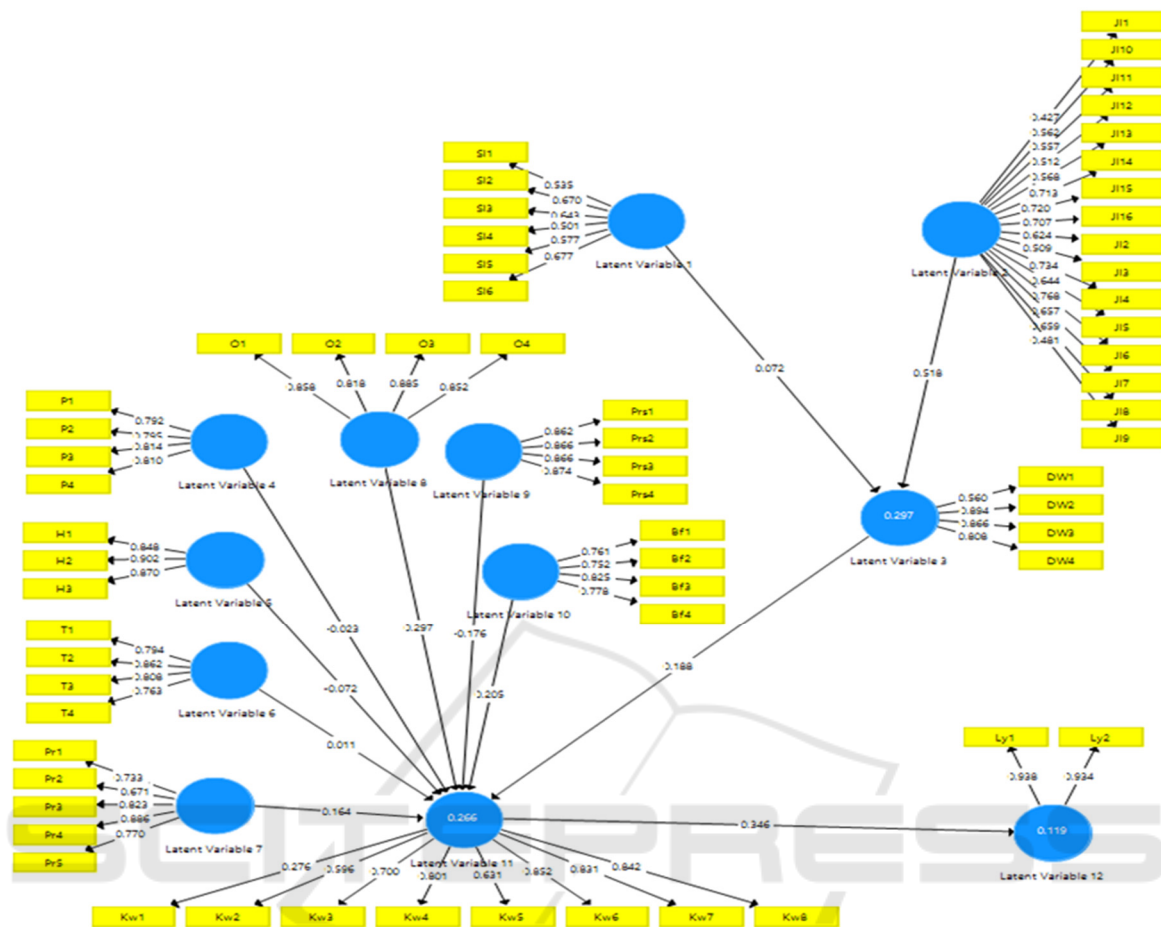 JI1
JI10
JI11
JI12
JI13
JI14
JI15
JI16
JI2
JI3
JI4
JI5
JI6
JI7
JI8
JI9
0.427
0.562
0.557
0.512
0.568
0.713
0.720
0.707
0.624
0.509
0.734
0.644
0.768
0.657
0.659
0.481
Latent Variable 2
SI1
SI2
SI3
SI4
SI5
SI6
0.535
0.670
0.643
0.501
0.577
0.677
Latent Variable 1
0.072
0.518
O1
O2
O3
O4
0.858
0.818
0.885
0.852
Latent Variable 8
P1
P2
P3
P4
0.792
0.795
0.814
0.810
Latent Variable 4
Prs1
Prs2
Prs3
Prs4
0.862
0.866
0.866
0.874
Latent Variable 9
DW1
DW2
DW3
DW4
0.560
0.894
0.866
0.808
0.297
Latent Variable 3
H1
H2
H3
0.848
0.902
0.870
Latent Variable 5
Bf1
Bf2
Bf3
Bf4
0.761
0.752
0.825
0.778
Latent Variable 10
T1
T2
T3
T4
0.794
0.862
0.808
0.763
Latent Variable 6
-0.023
0.297
-0.176
-0.072
0.205
0.188
0.011
Pr1
Pr2
Pr3
Pr4
Pr5
0.733
0.671
0.823
0.886
0.770
Latent Variable 7
0.164
0.266
Latent Variable 11
0.346
Ly1
Ly2
0.938
0.934
0.119
Latent Variable 12
0.276
0.596
0.700
0.801
0.631
0.852
0.831
0.842
Kw1
Kw2
Kw3
Kw4
Kw5
Kw6
Kw7
Kw8
SCITEPRESS